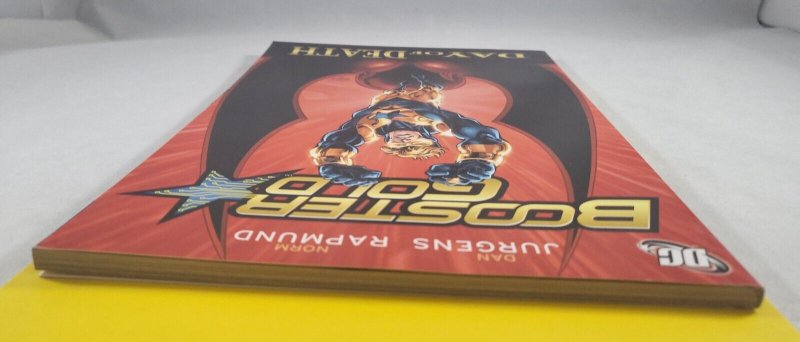 DC
DAN NORM
JURGENS RAPMUND
BOOSTER
GOLD
DAY OF DEATH